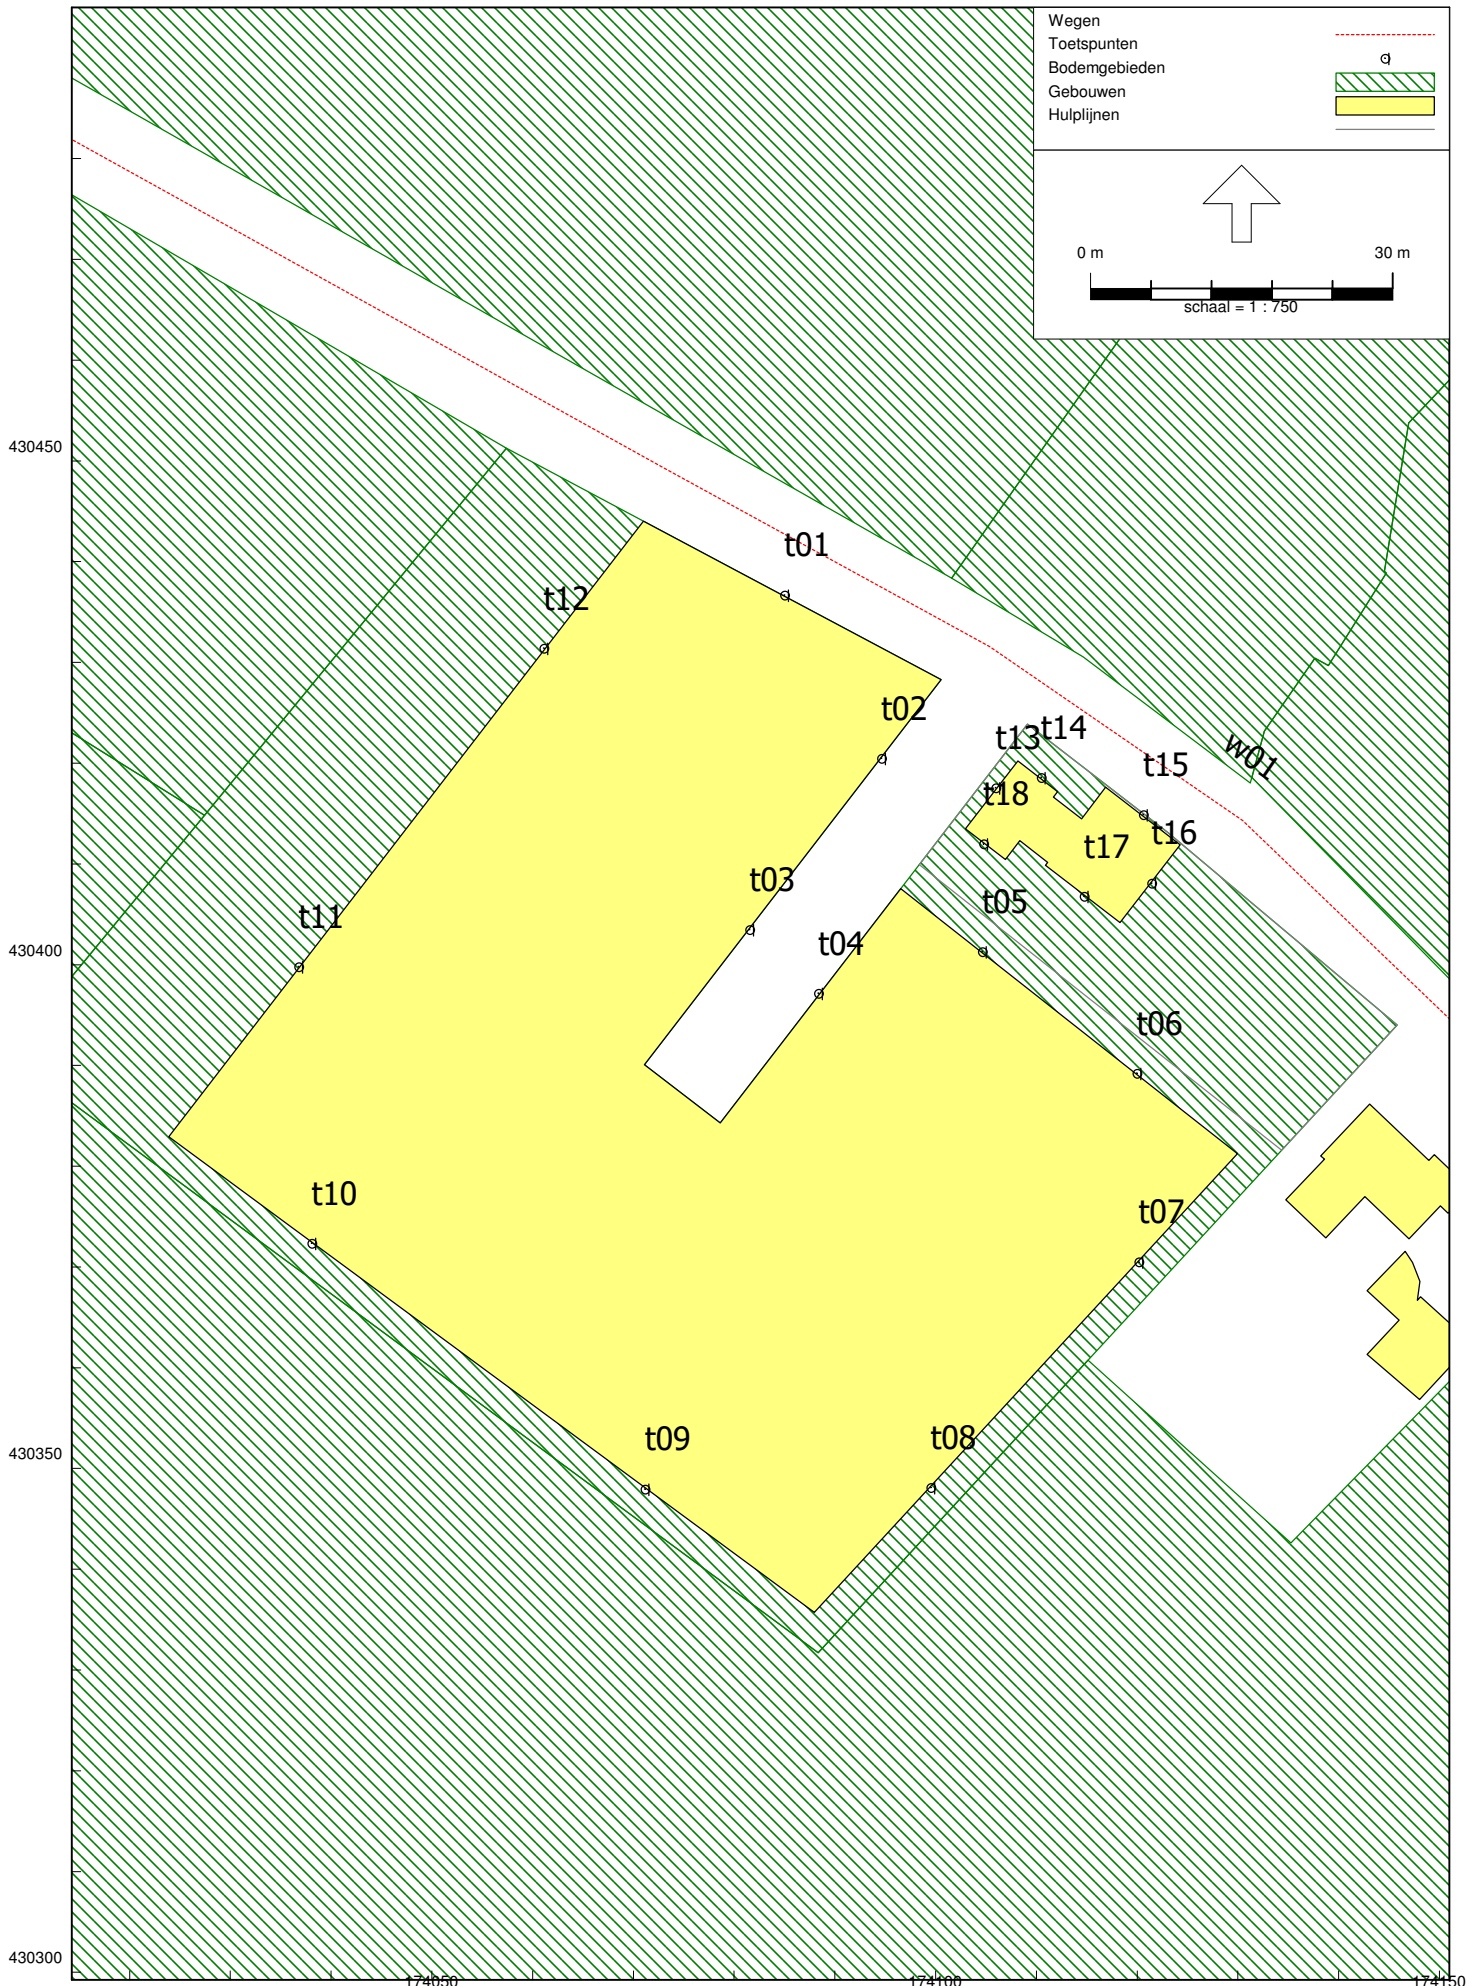 Wegen
Toetspunten
Bodemgebieden
Gebouwen
Hulplijnen
0 m 30 m
schaal = 1 : 750
430450
t01
t12
t02
t13
t14
t15
w01
t18
t16
t17
t03
t05
t11
t04
430400
t06
t10
t07
t09
t08
430350
430300
174050 174100 174150